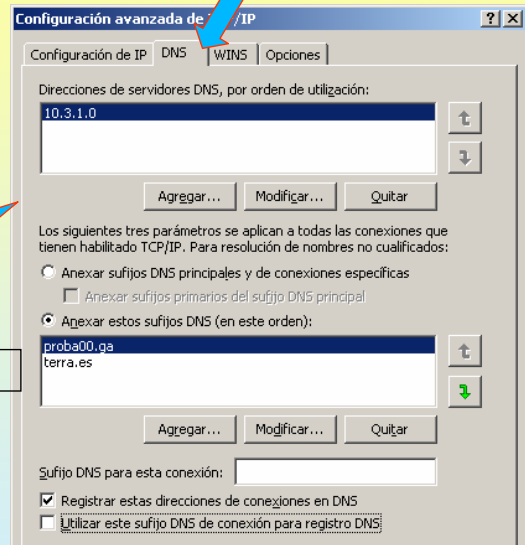 Configuración avanzada de /IP
Configuración de IP DNS WINS Opciones
Direcciones de servidores DNS, por orden de utilización:
10.3.1.0
Agregar... Modificar... Quitar
Los siguientes tres parámetros se aplican a todas las conexiones que
tienen habilitado TCP/IP. Para resolución de nombres no cualificados:
Anexar sufijos DNS principales y de conexiones específicas
Anexar sufijos primarios del sufijo DNS principal
Anexar estos sufijos DNS (en este orden):
proba00.ga
terra.es
Agregar... Modificar... Quitar
Sufijo DNS para esta conexión:
Registrar estas direcciones de conexiones en DNS
Utilizar este sufijo DNS de conexión para registro DNS